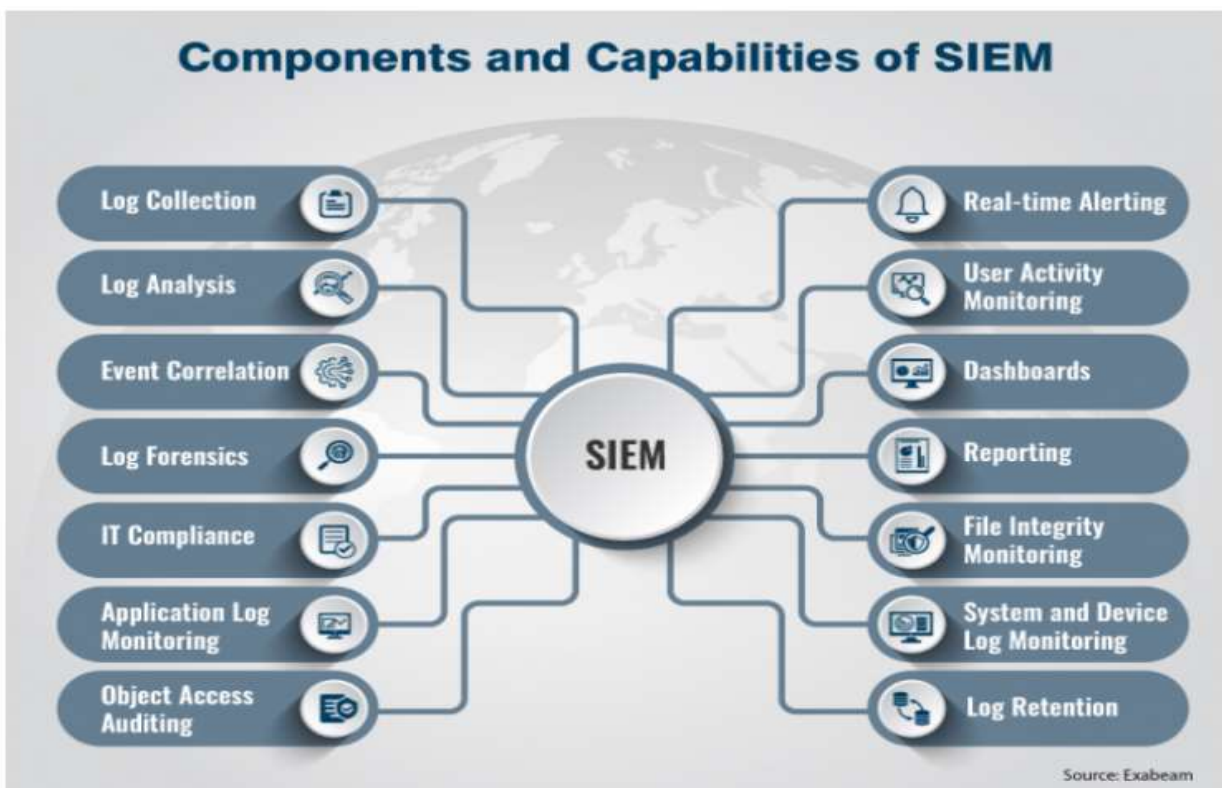 Components and Capabilities of SIEM
Log Collection
Log Analysis
Event Correlation
Log Forensics
IT Compliance
Application Log
Monitoring
Object Access
Auditing
SIEM
Real-time Alerting
User Activity
Monitoring
Dashboards
Reporting
File Integrity
Monitoring
System and Device
Log Monitoring
Log Retention
Source: Exabeam